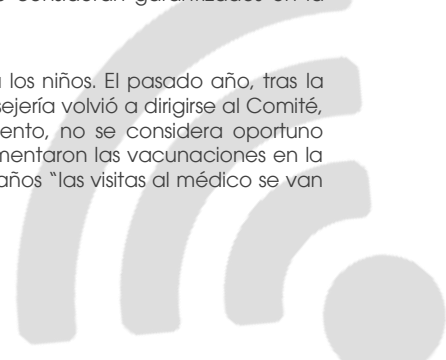 consideran garantizados en la
los niños. El pasado año, tras la
sejería volvió a dirigirse al Comité,
ento, no se considera oportuno
mentaron las vacunaciones en la
años “las visitas al médico se van